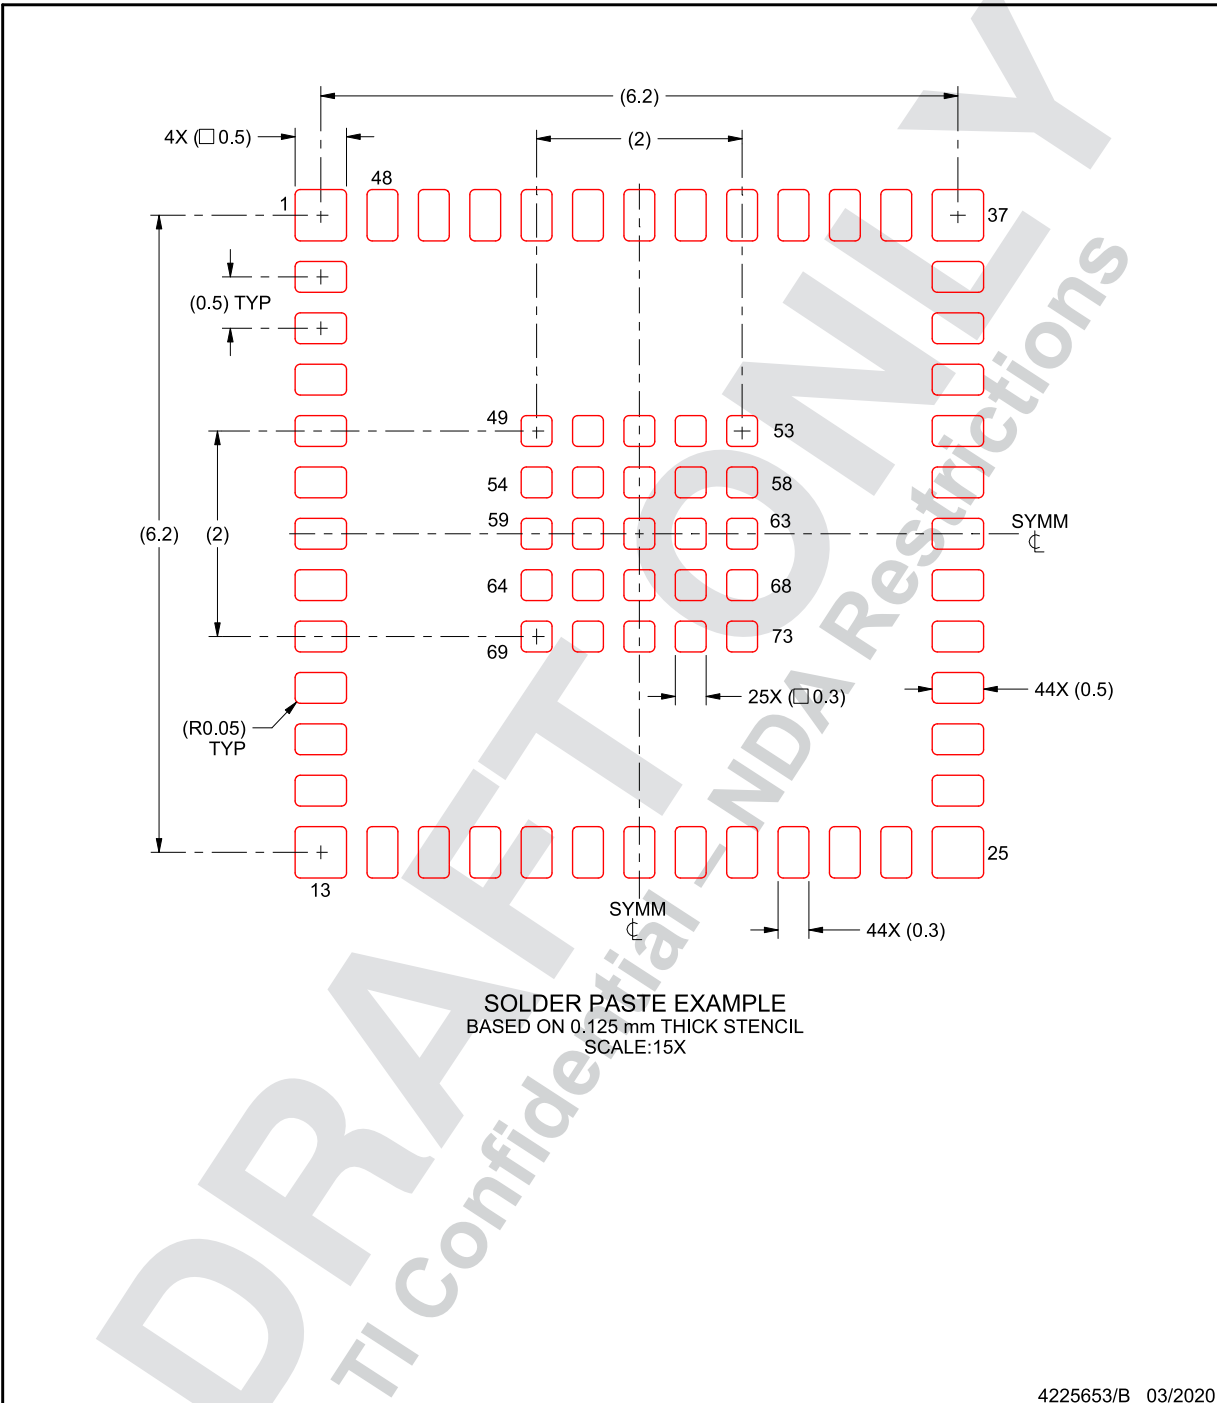 (6.2)
4X (□ 0.5)
(2)
48
1
37
(0.5) TYP
49
53
54
58
59
63
SYMM
℄
(6.2)
(2)
64
68
69
73
25X (□ 0.3)
44X (0.5)
(R0.05)
TYP
25
13
SYMM
℄
44X (0.3)
SOLDER PASTE EXAMPLE
BASED ON 0.125 mm THICK STENCIL
SCALE:15X
DRAFT ONLY
TI Confidential — NDA Restrictions
4225653/B 03/2020